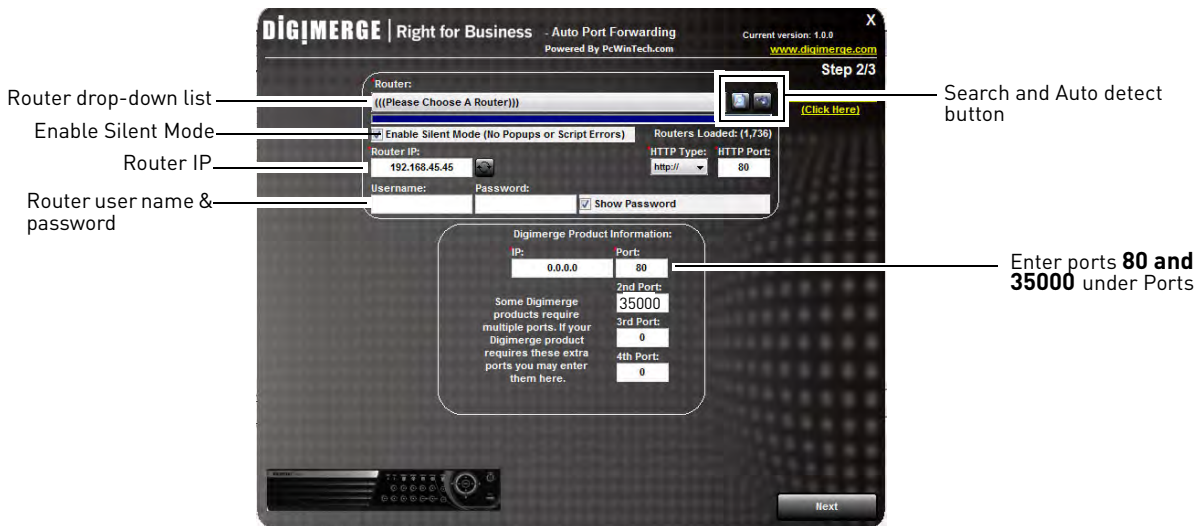 DİGİMERGE | Right for Business - Auto Port Forwarding
Powered By PcWinTech.com
Current version: 1.0.0
X
www.digimerge.com
Step 2/3
(Click Here)
Router:
(((Please Choose A Router)))
Enable Silent Mode (No Popups or Script Errors)
Routers Loaded: (1,736)
Router IP:
HTTP Type:
HTTP Port:
192.168.45.45
http://
80
Username:
Password:
Show Password
Digimerge Product Information:
IP:
Port:
0.0.0.0
80
2nd Port:
35000
3rd Port:
0
4th Port:
0
Some Digimerge
products require
multiple ports. If your
Digimerge product
requires these extra
ports you may enter
them here.
Next
Router drop-down list
Enable Silent Mode
Router IP
Router user name &
password
Search and Auto detect
button
Enter ports 80 and
35000 under Ports